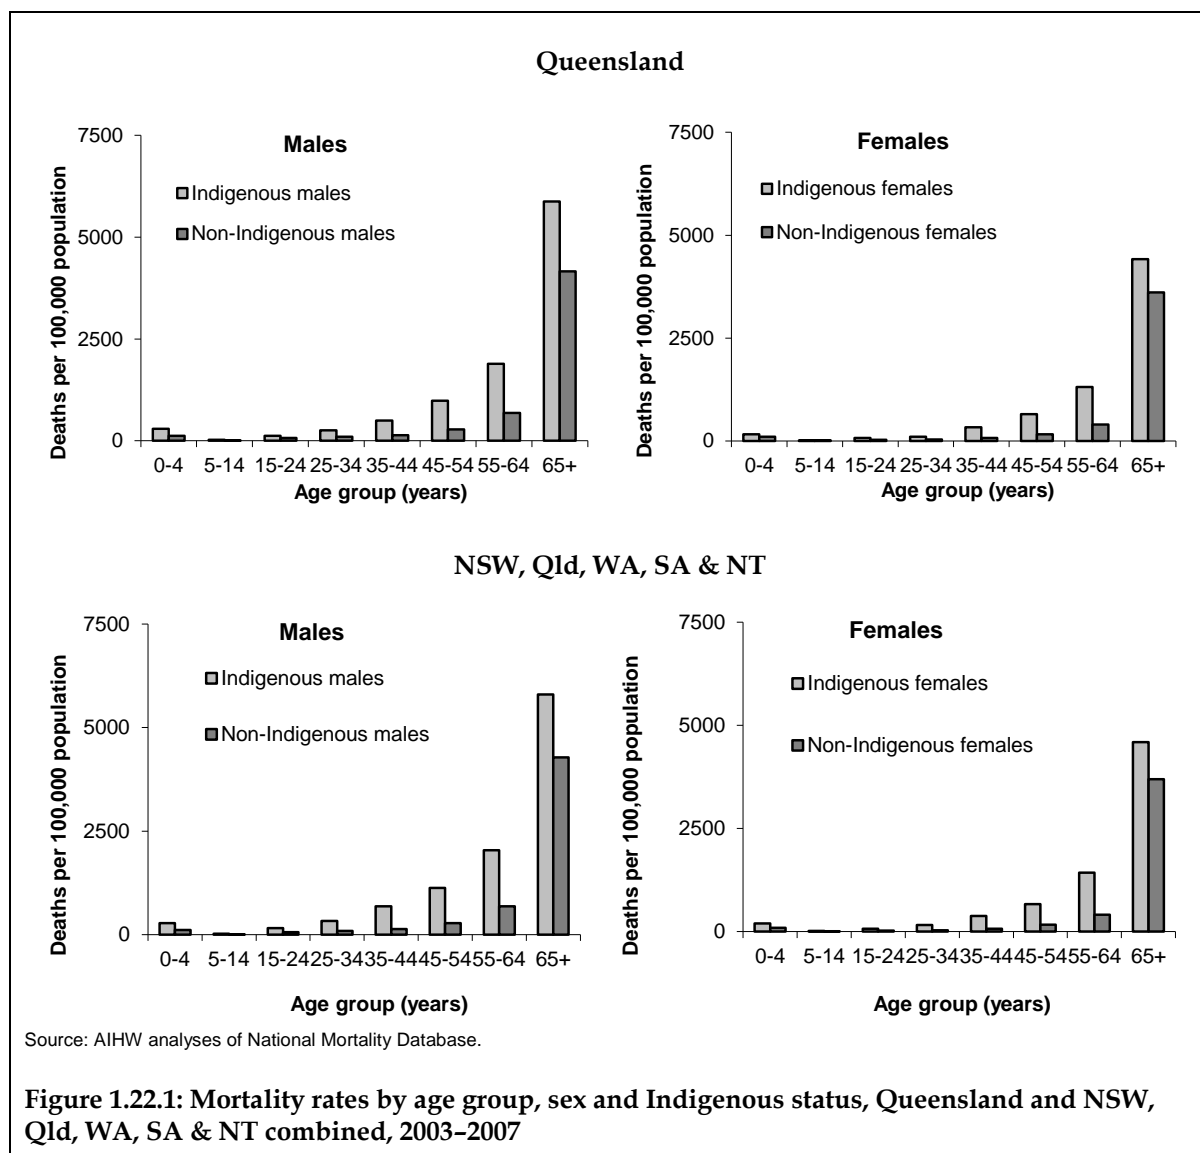 Queensland
Males
Indigenous males
Non-Indigenous males
Deaths per 100,000 population
7500
5000
2500
0
0-4 5-14 15-24 25-34 35-44 45-54 55-64 65+
Age group (years)
Females
Indigenous females
Non-Indigenous females
Deaths per 100,000 population
7500
5000
2500
0
0-4 5-14 15-24 25-34 35-44 45-54 55-64 65+
Age group (years)
NSW, Qld, WA, SA & NT
Males
Indigenous males
Non-Indigenous males
Deaths per 100,000 population
7500
5000
2500
0
0-4 5-14 15-24 25-34 35-44 45-54 55-64 65+
Age group (years)
Females
Indigenous females
Non-Indigenous females
Deaths per 100,000 population
7500
5000
2500
0
0-4 5-14 15-24 25-34 35-44 45-54 55-64 65+
Age group (years)
Source: AIHW analyses of National Mortality Database.
Figure 1.22.1: Mortality rates by age group, sex and Indigenous status, Queensland and NSW,
Qld, WA, SA & NT combined, 2003–2007